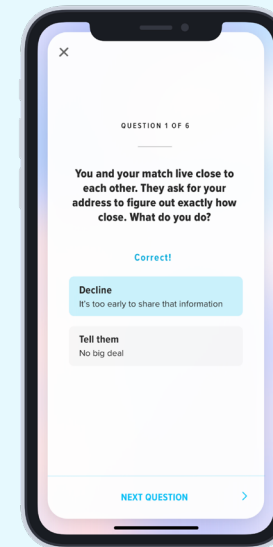 QUESTION 1 OF 6
You and your match live close to
each other. They ask for your
address to figure out exactly how
close. What do you do?
Correct!
Decline
It's too early to share that information
Tell them
No big deal
NEXT QUESTION